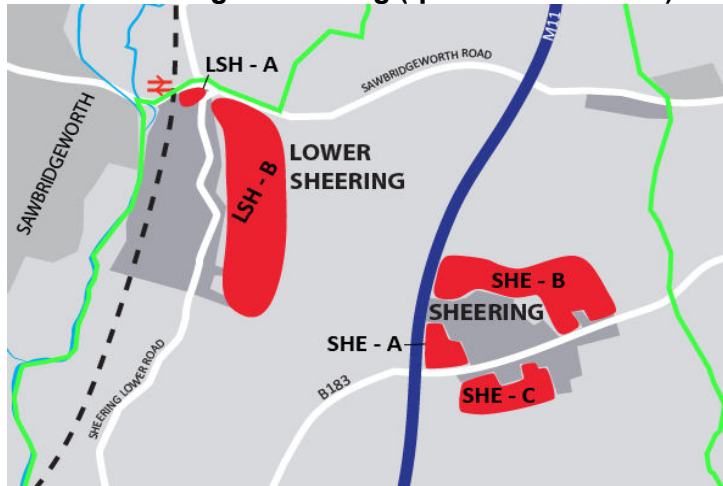 M11
LSH - A
SAWBRIDGEWORTH ROAD
SAWBRIDGEWORTH
LSH - B
LOWER
SHEERING
SHE - B
SHEERING
SHE - A
B183
SHE - C
SHEERING LOWER ROAD